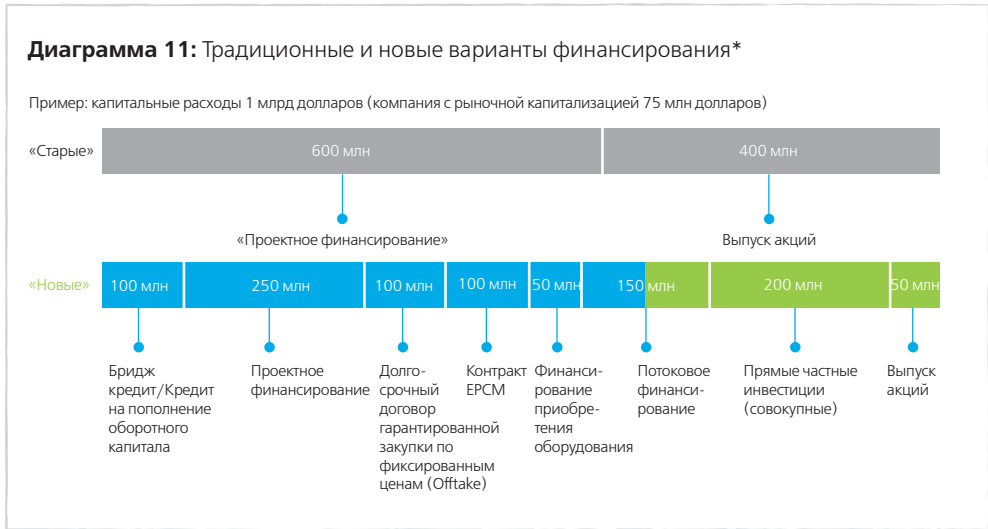 Диаграмма 11: Традиционные и новые варианты финансирования*
Пример: капитальные расходы 1 млрд долларов (компания с рыночной капитализацией 75 млн долларов)
«Старые»
600 млн
400 млн
«Проектное финансирование»
Выпуск акций
«Новые»
100 млн
250 млн
100 млн
100 млн
50 млн
150 млн
200 млн
50 млн
Бридж
кредит/Кредит
на пополнение
оборотного
капитала
Проектное
финансирование
Долго-
срочный
договор
гарантированной
закупки по
фиксированным
ценам (Offtake)
Контракт
EPCM
Финанси-
рование
приобре-
тения
оборудования
Потоковое
финанси-
рование
Прямые частные
инвестиции
(совокупные)
Выпуск
акций